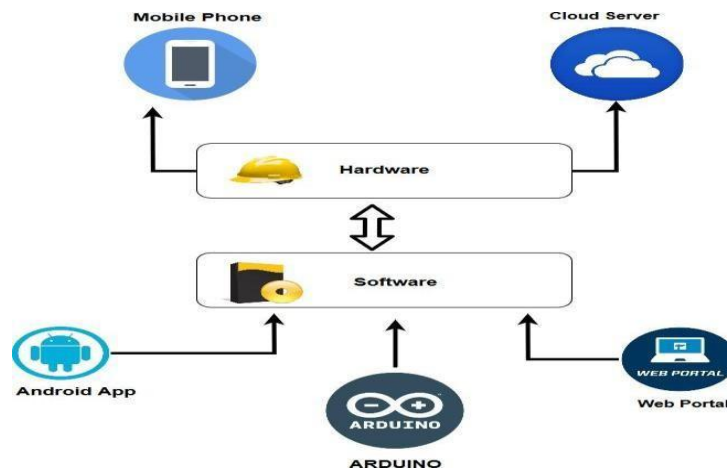 Mobile Phone
Cloud Server
Hardware
Software
Android App
WEB PORTAL
Web Portal
ARDUINO
ARDUINO